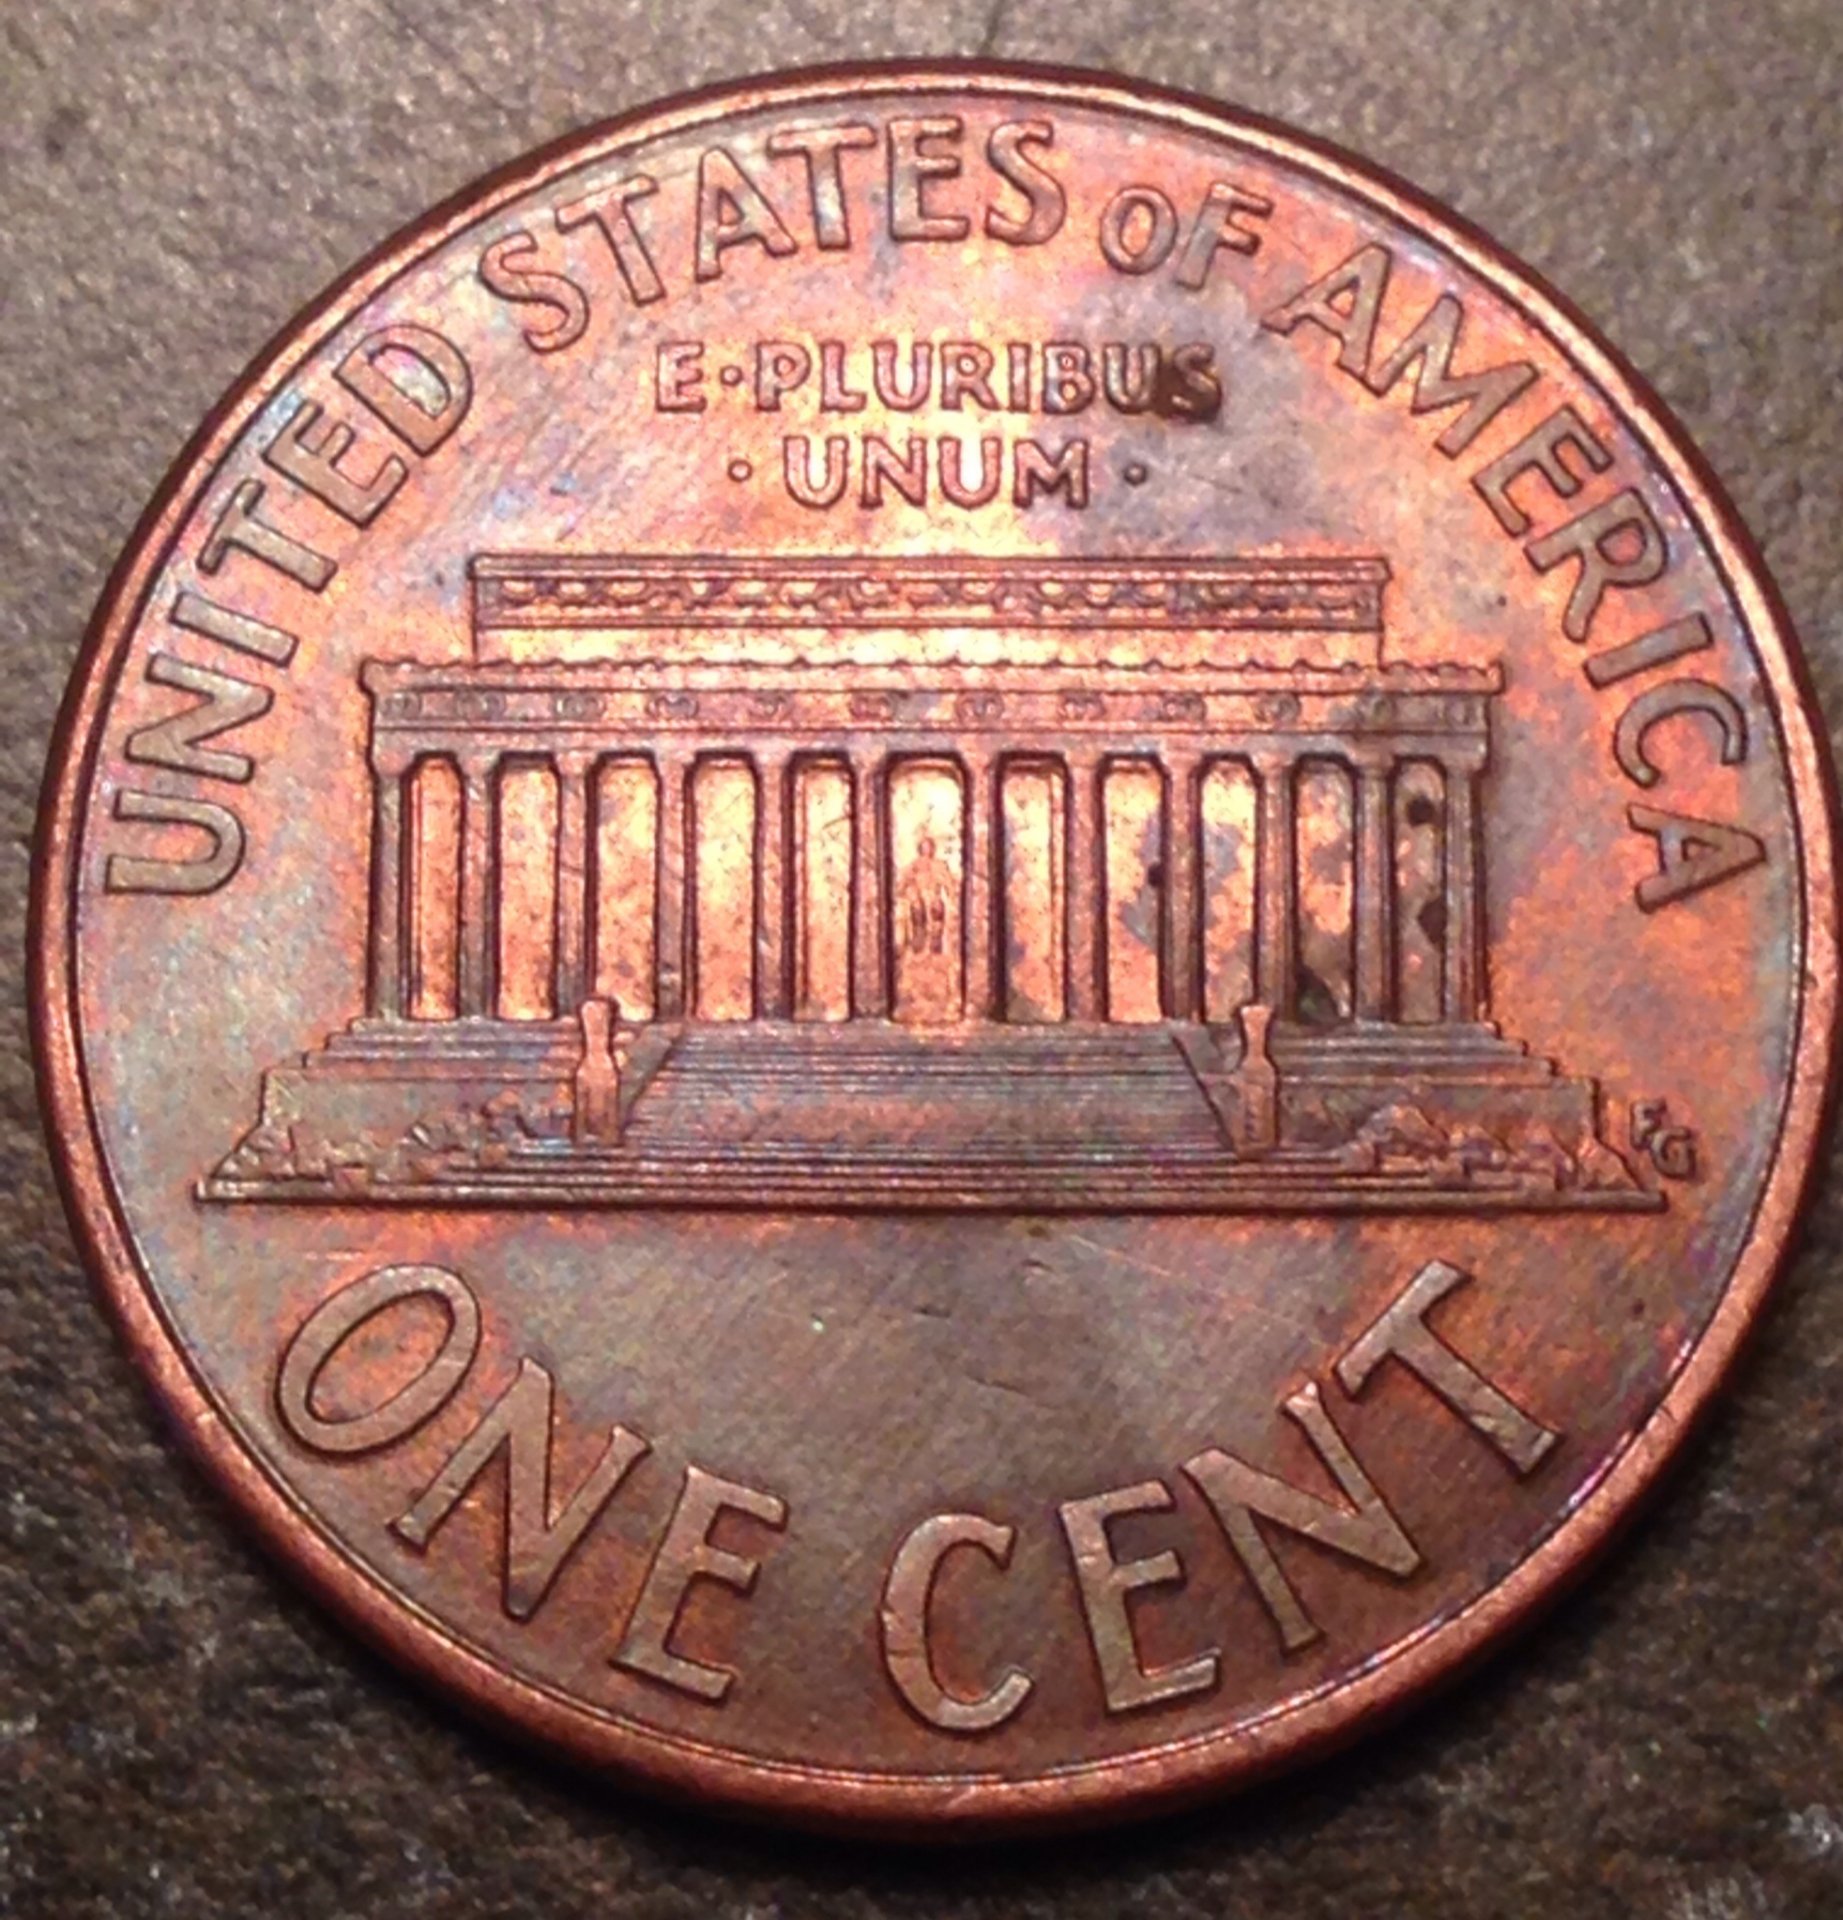 UNITED STATES OF AMERICA
E·PLURIBUS
·UNUM·
FG
ONE CENT